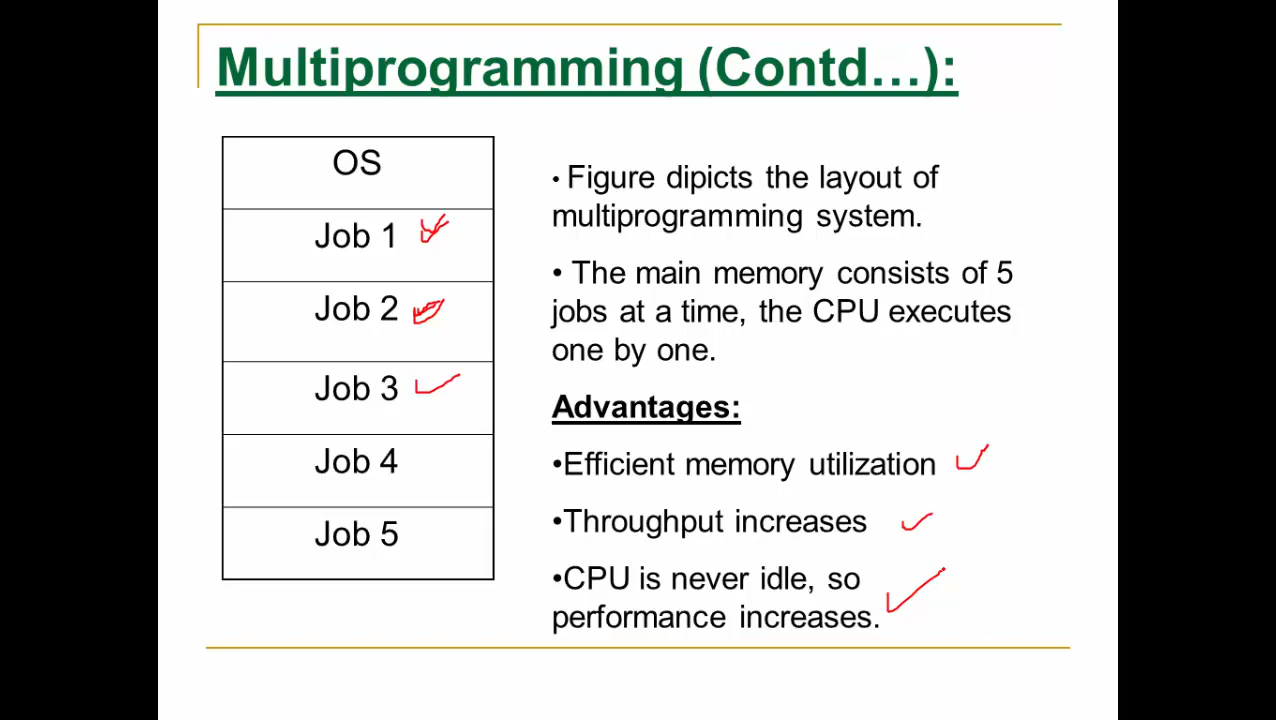 Multiprogramming (Contd…):
OS
Job 1
Job 2
Job 3
Job 4
Job 5
• Figure dipicts the layout of
multiprogramming system.
• The main memory consists of 5
jobs at a time, the CPU executes
one by one.
Advantages:
•Efficient memory utilization
•Throughput increases
•CPU is never idle, so
performance increases.